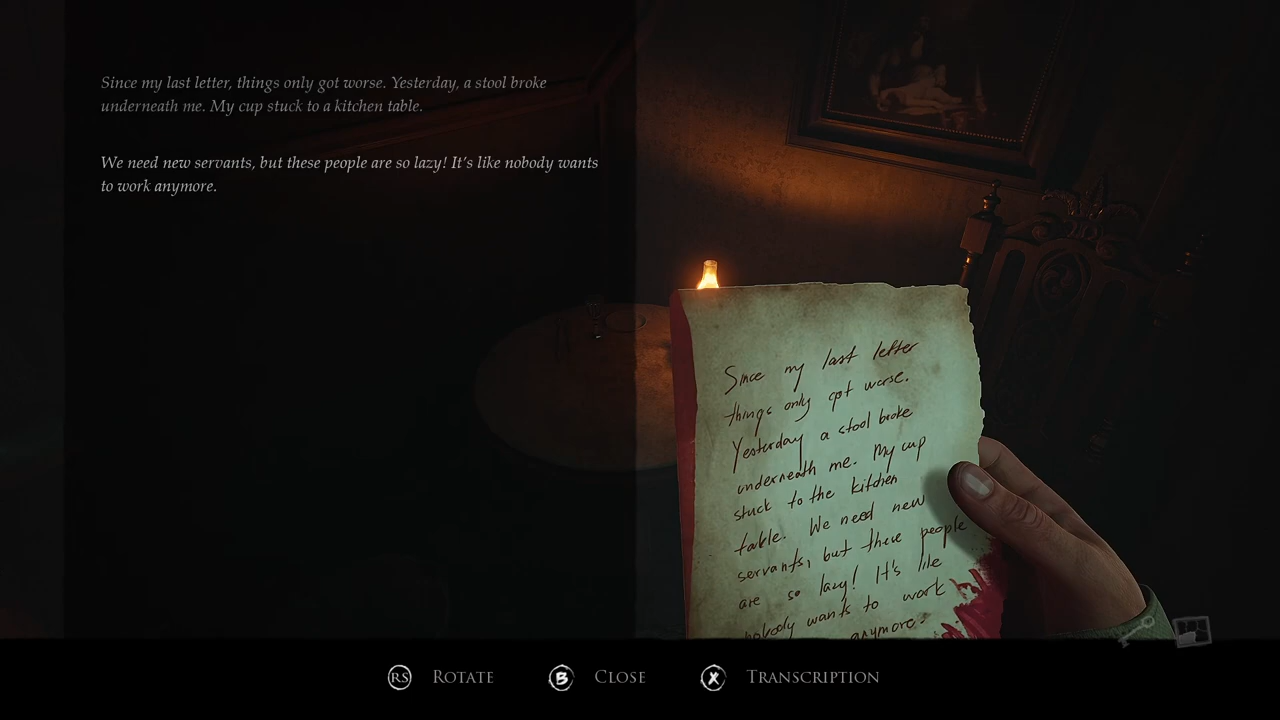 Since my last letter, things only got worse. Yesterday, a stool broke
underneath me. My cup stuck to a kitchen table.
We need new servants, but these people are so lazy! It's like nobody wants
to work anymore.
Since my last letter
things only got worse.
Yesterday a stool broke
underneath me. My cup
stuck to the kitchen
table. We need new
servants, but these people
are so lazy! It's like
nobody wants to work
anymore.
RS ROTATE B CLOSE X TRANSCRIPTION